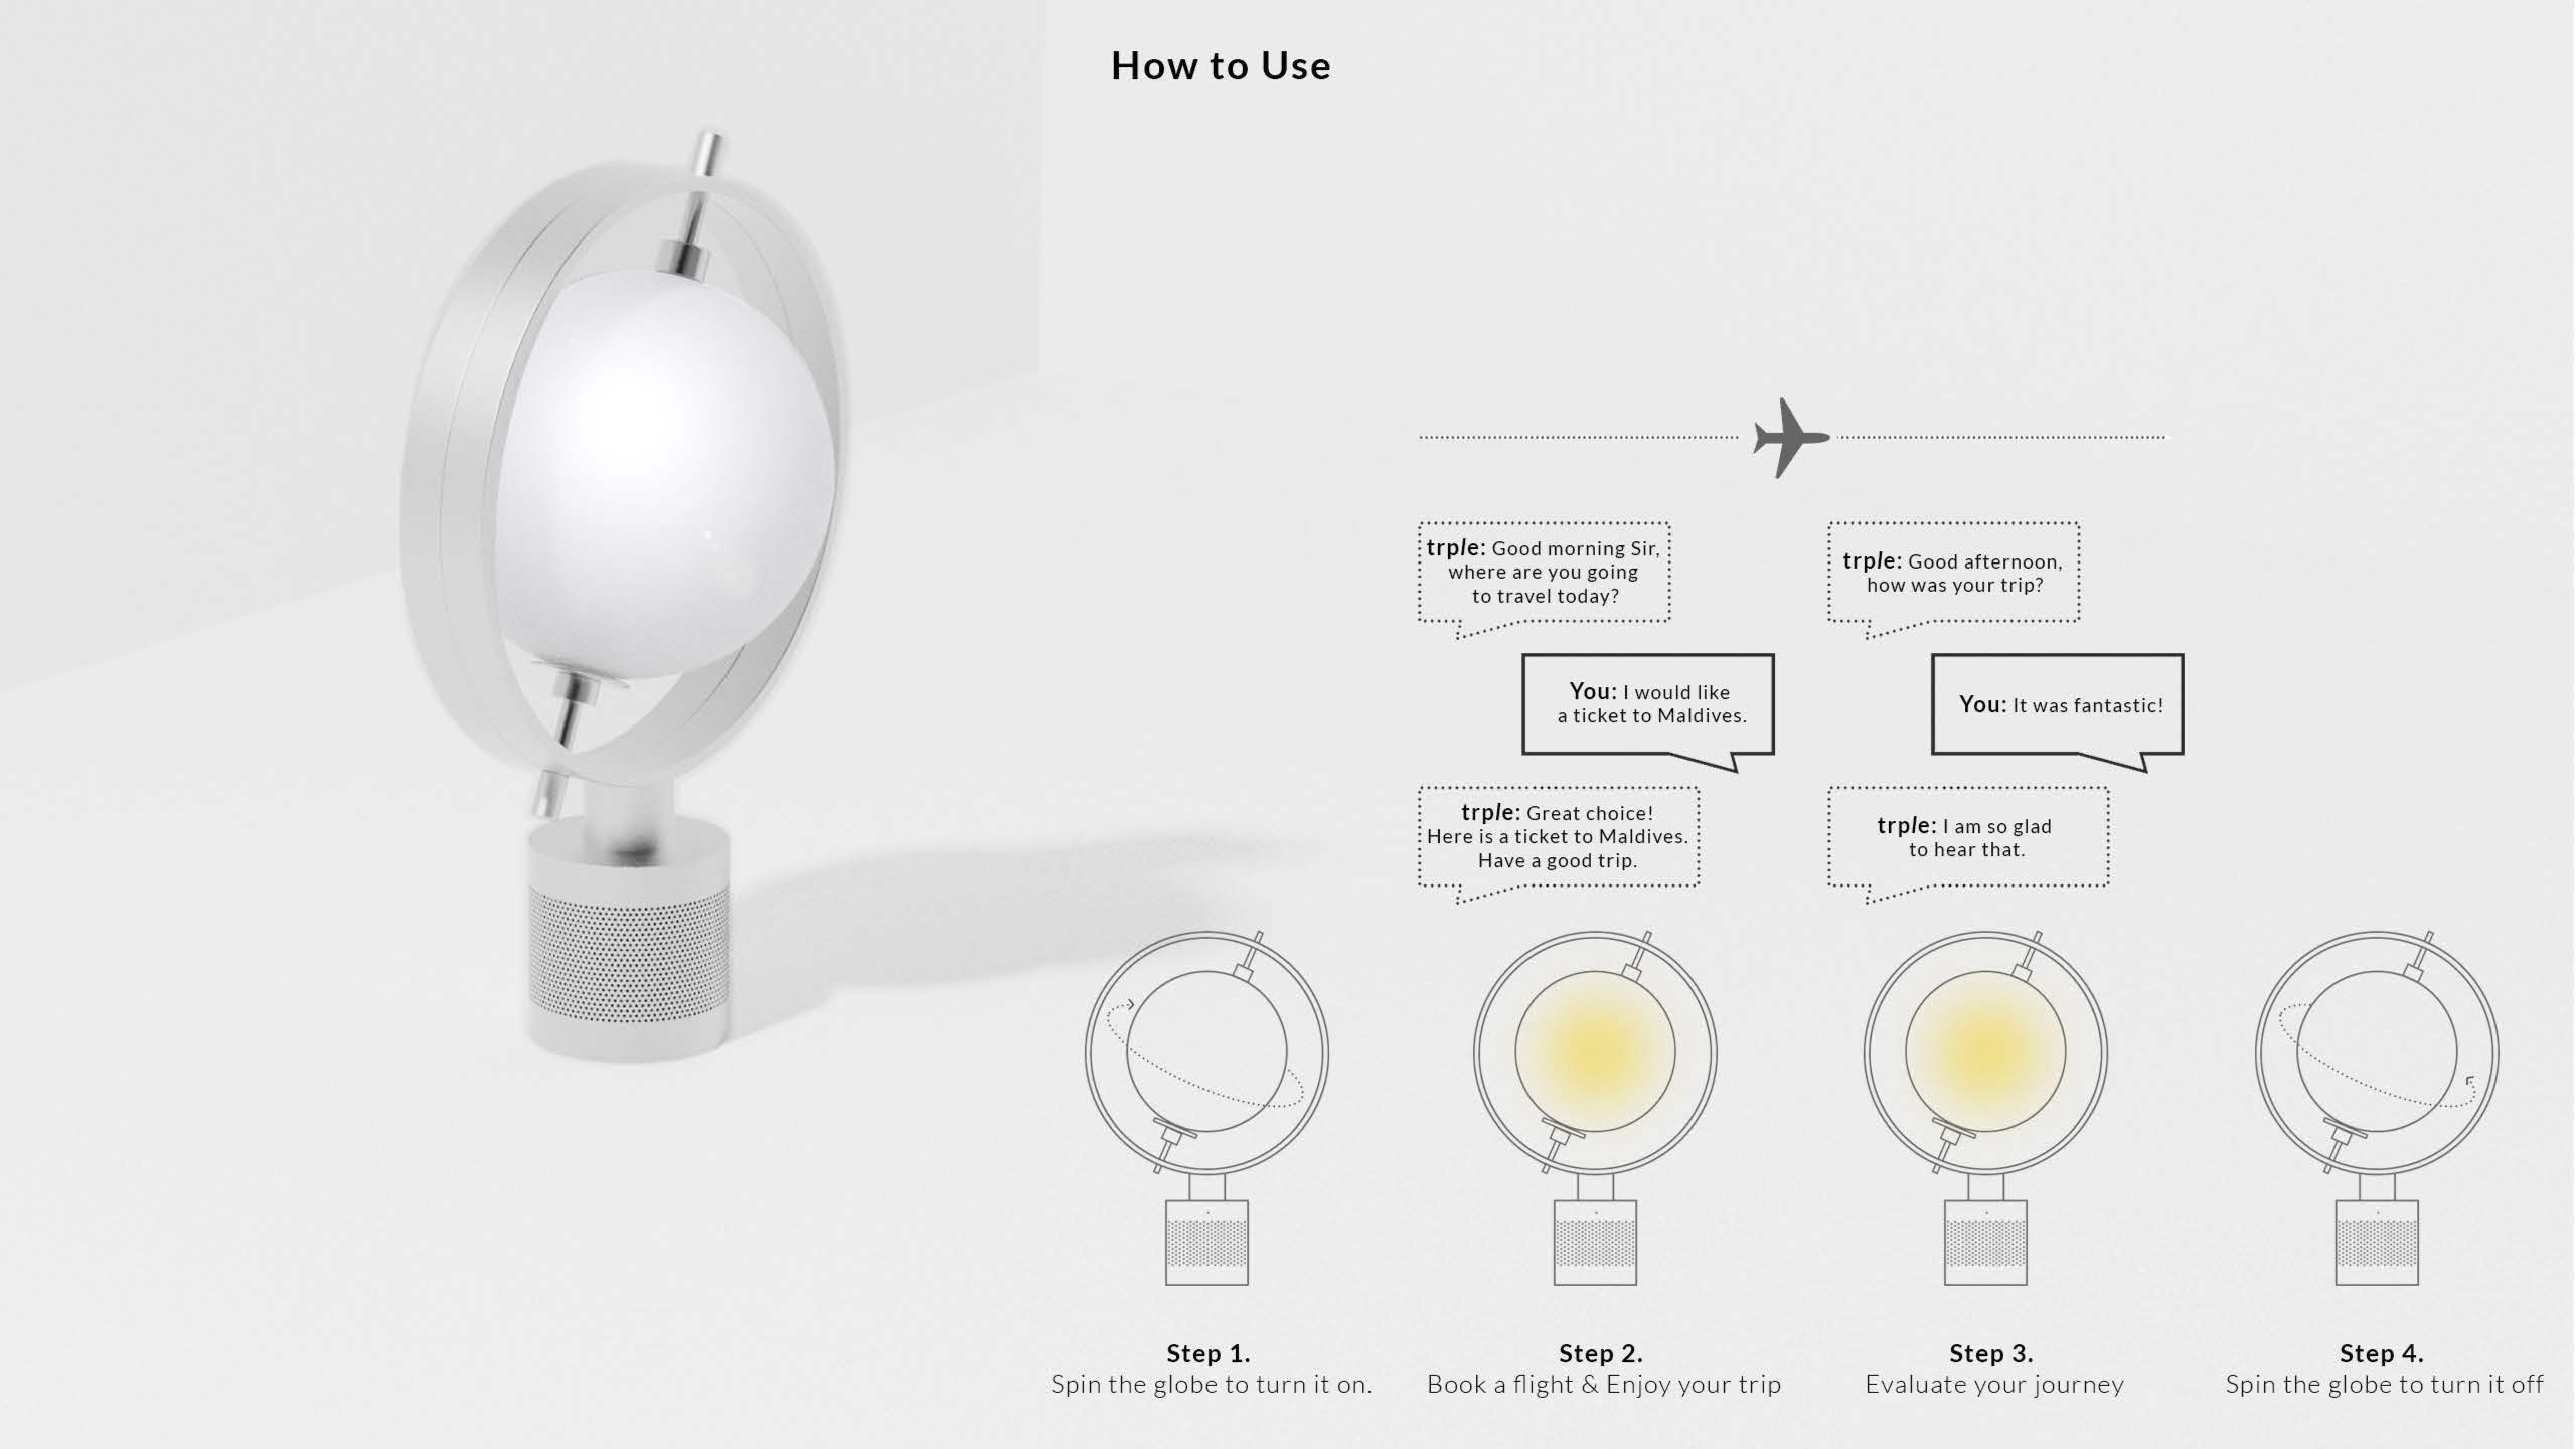 How to Use
trple: Good morning Sir,
where are you going
to travel today?
You: I would like
a ticket to Maldives.
trple: Great choice!
Here is a ticket to Maldives.
Have a good trip.
trple: Good afternoon,
how was your trip?
You: It was fantastic!
trple: I am so glad
to hear that.
Step 1.
Spin the globe to turn it on.
Step 2.
Book a flight & Enjoy your trip
Step 3.
Evaluate your journey
Step 4.
Spin the globe to turn it off